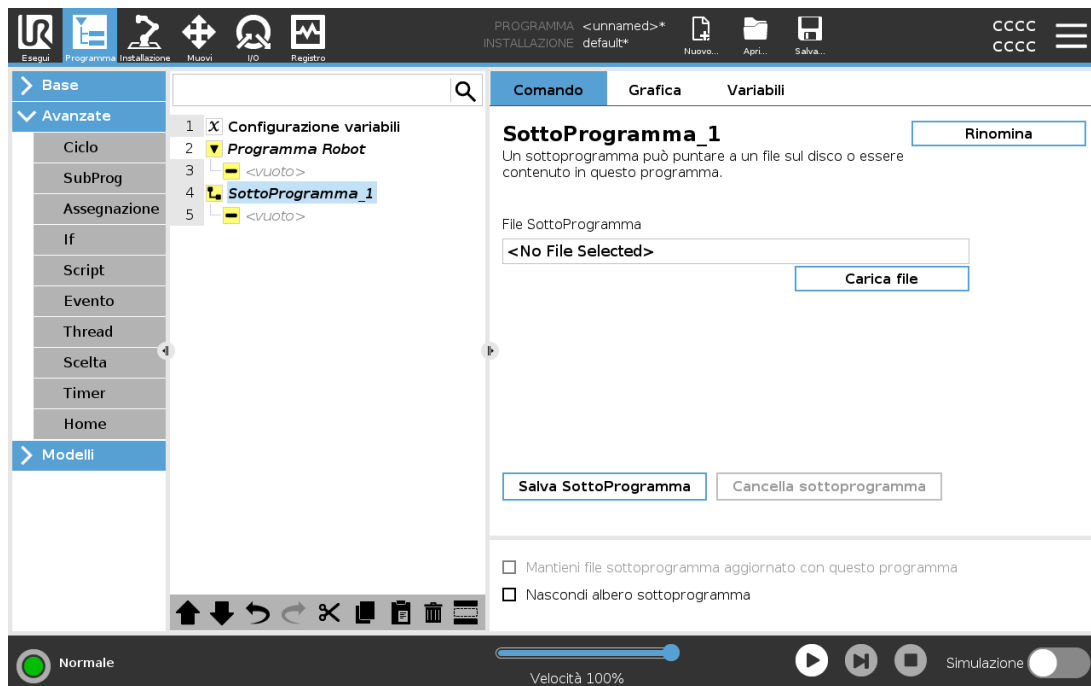 PROGRAMMA <unnamed>*
INSTALLAZIONE default*
UR
Esegui
Programma
Installazione
Muovi
I/O
Registro
Nuovo...
Apri...
Salva...
CCCC
CCCC
Base
Avanzate
Ciclo
SubProg
Assegnazione
If
Script
Evento
Thread
Scelta
Timer
Home
Modelli
1 X Configurazione variabili
2 Programma Robot
3 <vuoto>
4 SottoProgramma_1
5 <vuoto>
Comando Grafica Variabili
SottoProgramma_1
Rinomina
Un sottoprogramma può puntare a un file sul disco o essere
contenuto in questo programma.
File SottoProgramma
<No File Selected>
Carica file
Salva SottoProgramma
Cancella sottoprogramma
Mantieni file sottoprogramma aggiornato con questo programma
Nascondi albero sottoprogramma
Normale
Velocità 100%
Simulazione